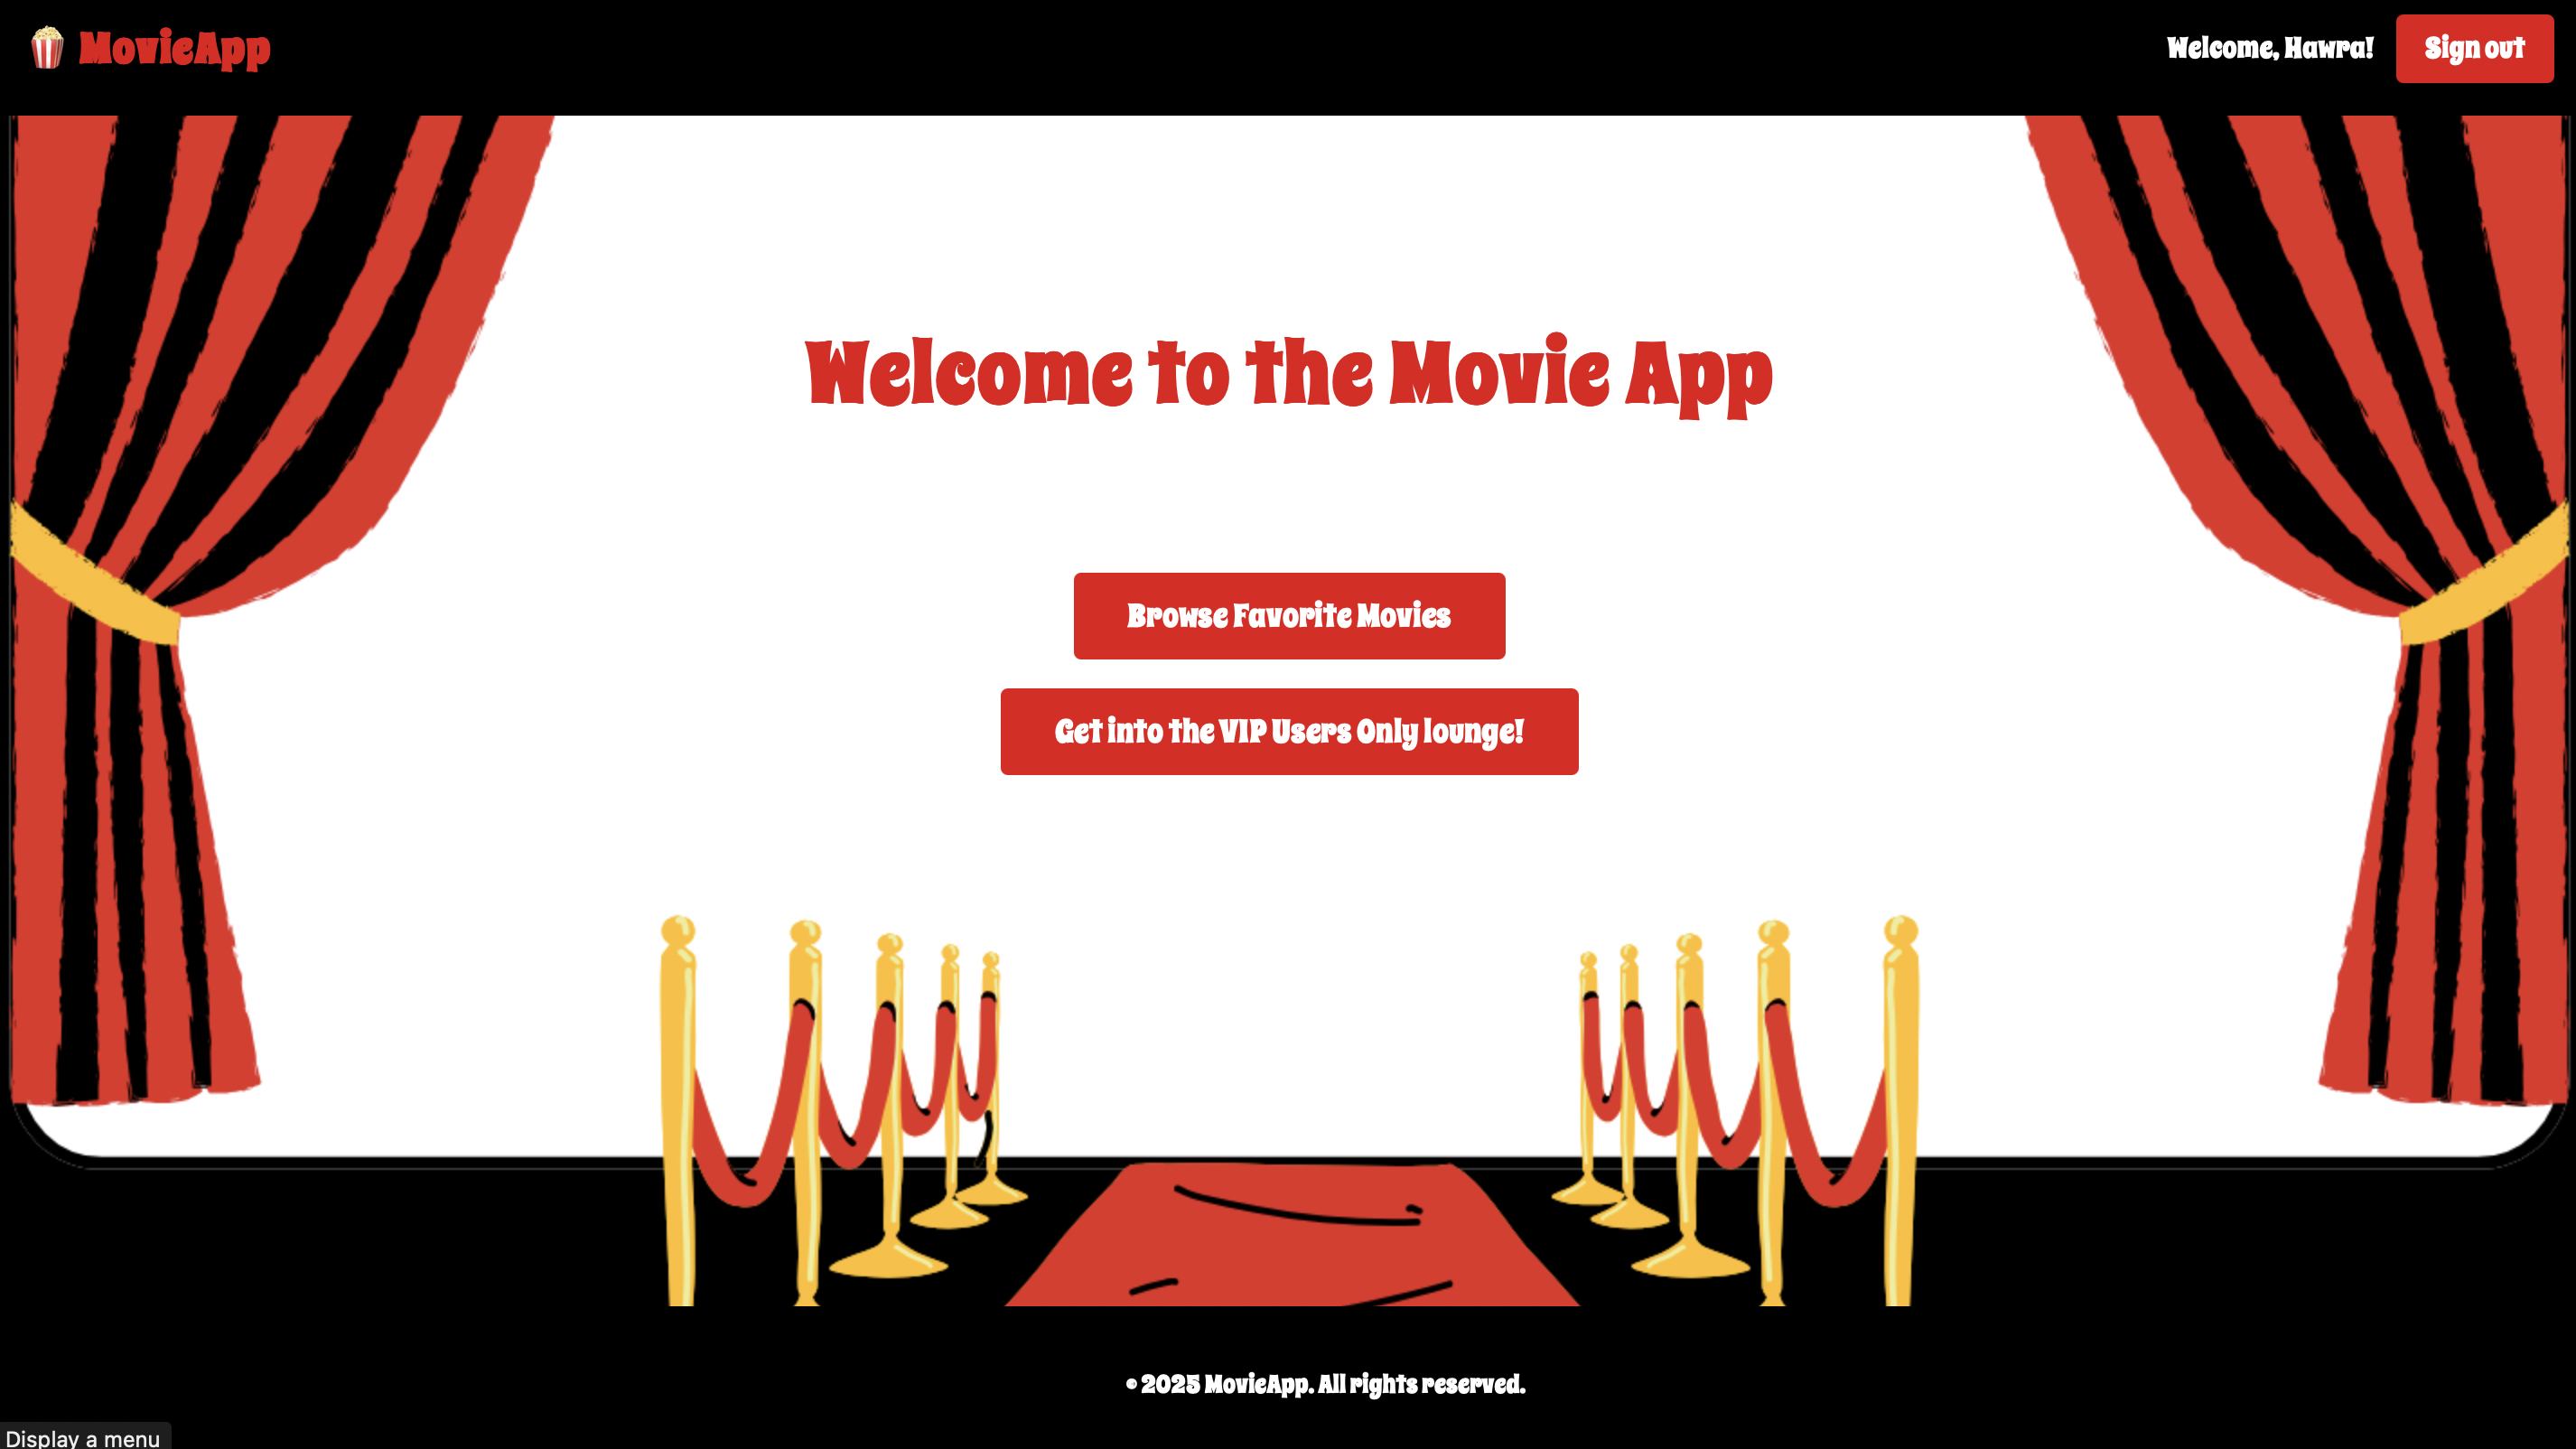 MovieApp
Welcome, Hawra!
Sign out
Welcome to the Movie App
Browse Favorite Movies
Get into the VIP Users Only lounge!
© 2025 MovieApp. All rights reserved.
Display a menu